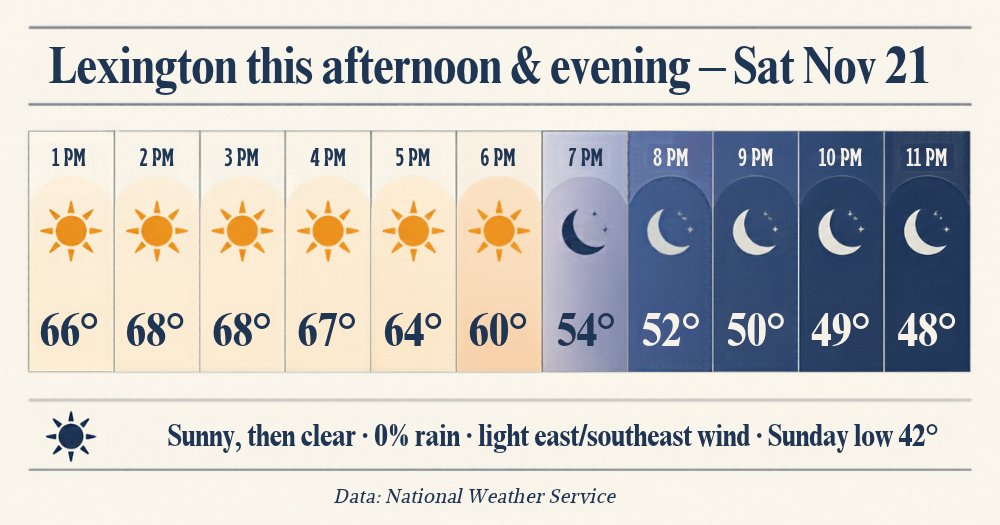 Lexington this afternoon & evening – Sat Nov 21
1 PM 2 PM 3 PM 4 PM 5 PM 6 PM 7 PM 8 PM 9 PM 10 PM 11 PM
66° 68° 68° 67° 64° 60° 54° 52° 50° 49° 48°
Sunny, then clear · 0% rain · light east/southeast wind · Sunday low 42°
Data: National Weather Service